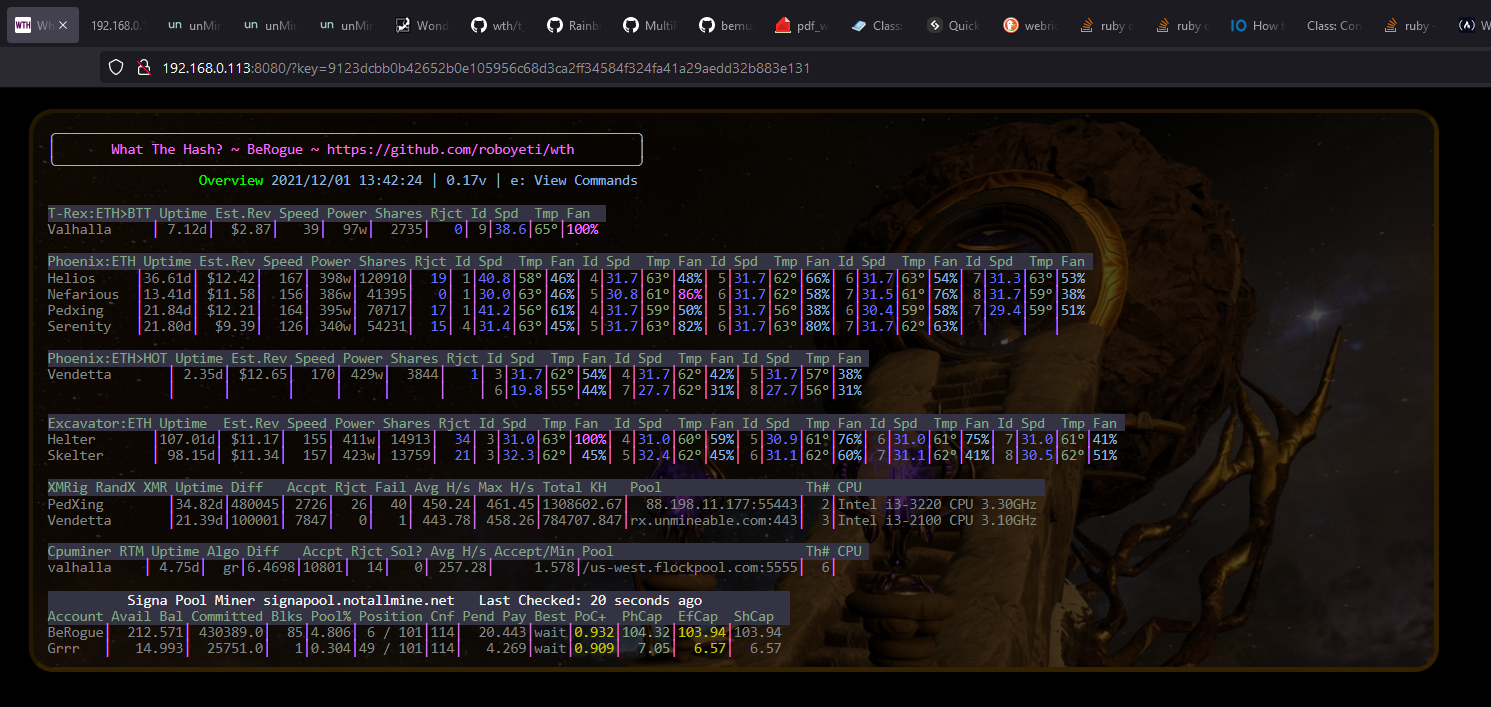 Wh 192.168.0.1 unMin unMin unMin Wond wth/t_ Rainb Multif bemu pdf_w Class: Quick webric ruby c ruby c How t Class: Con ruby -
192.168.0.113:8080/?key=9123dcbb0b42652b0e105956c68d3ca2ff34584f324fa41a29aedd32b883e131
What The Hash? ~ BeRogue ~ https://github.com/roboyeti/wth
Overview 2021/12/01 13:42:24 | 0.17v | e: View Commands
T-Rex:ETH>BTT Uptime Est.Rev Speed Power Shares Rjct Id Spd Tmp Fan
Valhalla | 7.12d| $2.87| 39| 97w| 2735| 0| 9|38.6|65°|100%
Phoenix:ETH Uptime Est.Rev Speed Power Shares Rjct Id Spd Tmp Fan Id Spd Tmp Fan Id Spd Tmp Fan Id Spd Tmp Fan Id Spd Tmp Fan
Helios |36.61d| $12.42| 167| 398w|120910| 19| 1|40.8|58°|46%| 4|31.7|63°|48%| 5|31.7|62°|66%| 6|31.7|63°|54%| 7|31.3|63°|53%
Nefarious |13.41d| $11.58| 156| 386w| 41395| 0| 1|30.0|63°|46%| 5|30.8|61°|86%| 6|31.7|62°|58%| 7|31.5|61°|76%| 8|31.7|59°|38%
Pedxing |21.84d| $12.21| 164| 395w| 70717| 17| 1|41.2|56°|61%| 4|31.7|59°|50%| 5|31.7|56°|38%| 6|30.4|59°|58%| 7|29.4|59°|51%
Serenity |21.80d| $9.39| 126| 340w| 54231| 15| 4|31.4|63°|45%| 5|31.7|63°|82%| 6|31.7|63°|80%| 7|31.7|62°|63%| | | |
Phoenix:ETH>HOT Uptime Est.Rev Speed Power Shares Rjct Id Spd Tmp Fan Id Spd Tmp Fan Id Spd Tmp Fan
Vendetta | 2.35d| $12.65| 170| 429w| 3844| 1| 3|31.7|62°|54%| 4|31.7|62°|42%| 5|31.7|57°|38%
| | | | | | 6|19.8|55°|44%| 7|27.7|62°|31%| 8|27.7|56°|31%
Excavator:ETH Uptime Est.Rev Speed Power Shares Rjct Id Spd Tmp Fan Id Spd Tmp Fan Id Spd Tmp Fan Id Spd Tmp Fan Id Spd Tmp Fan
Helter |107.01d| $11.17| 155| 411w| 14913| 34| 3|31.0|63°|100%| 4|31.0|60°|59%| 5|30.9|61°|76%| 6|31.0|61°|75%| 7|31.0|61°|41%
Skelter | 98.15d| $11.34| 157| 423w| 13759| 21| 3|32.3|62°| 45%| 5|32.4|62°|45%| 6|31.1|62°|60%| 7|31.1|62°|41%| 8|30.5|62°|51%
XMRig RandX XMR Uptime Diff Accpt Rjct Fail Avg H/s Max H/s Total KH Pool Th# CPU
PedXing |34.82d|480045| 2726| 26| 40| 450.24| 461.45|1308602.67| 88.198.11.177:55443| 2|Intel i3-3220 CPU 3.30GHz
Vendetta |21.39d|100001| 7847| 0| 1| 443.78| 458.26|784707.847|rx.unmineable.com:443| 3|Intel i3-2100 CPU 3.10GHz
Cpuminer RTM Uptime Algo Diff Accpt Rjct Sol? Avg H/s Accept/Min Pool Th# CPU
valhalla | 4.75d| gr|6.4698|10801| 14| 0| 257.28| 1.578|/us-west.flockpool.com:5555| 6|
Signa Pool Miner signapool.notallmine.net Last Checked: 20 seconds ago
Account Avail Bal Committed Blks Pool% Position Cnf Pend Pay Best PoC+ PhCap EfCap ShCap
BeRogue| 212.571| 430389.0| 85|4.806| 6 / 101|114| 20.443|wait|0.932|104.32|103.94|103.94
Grrr | 14.993| 25751.0| 1|0.304|49 / 101|114| 4.269|wait|0.909| 7.05| 6.57| 6.57